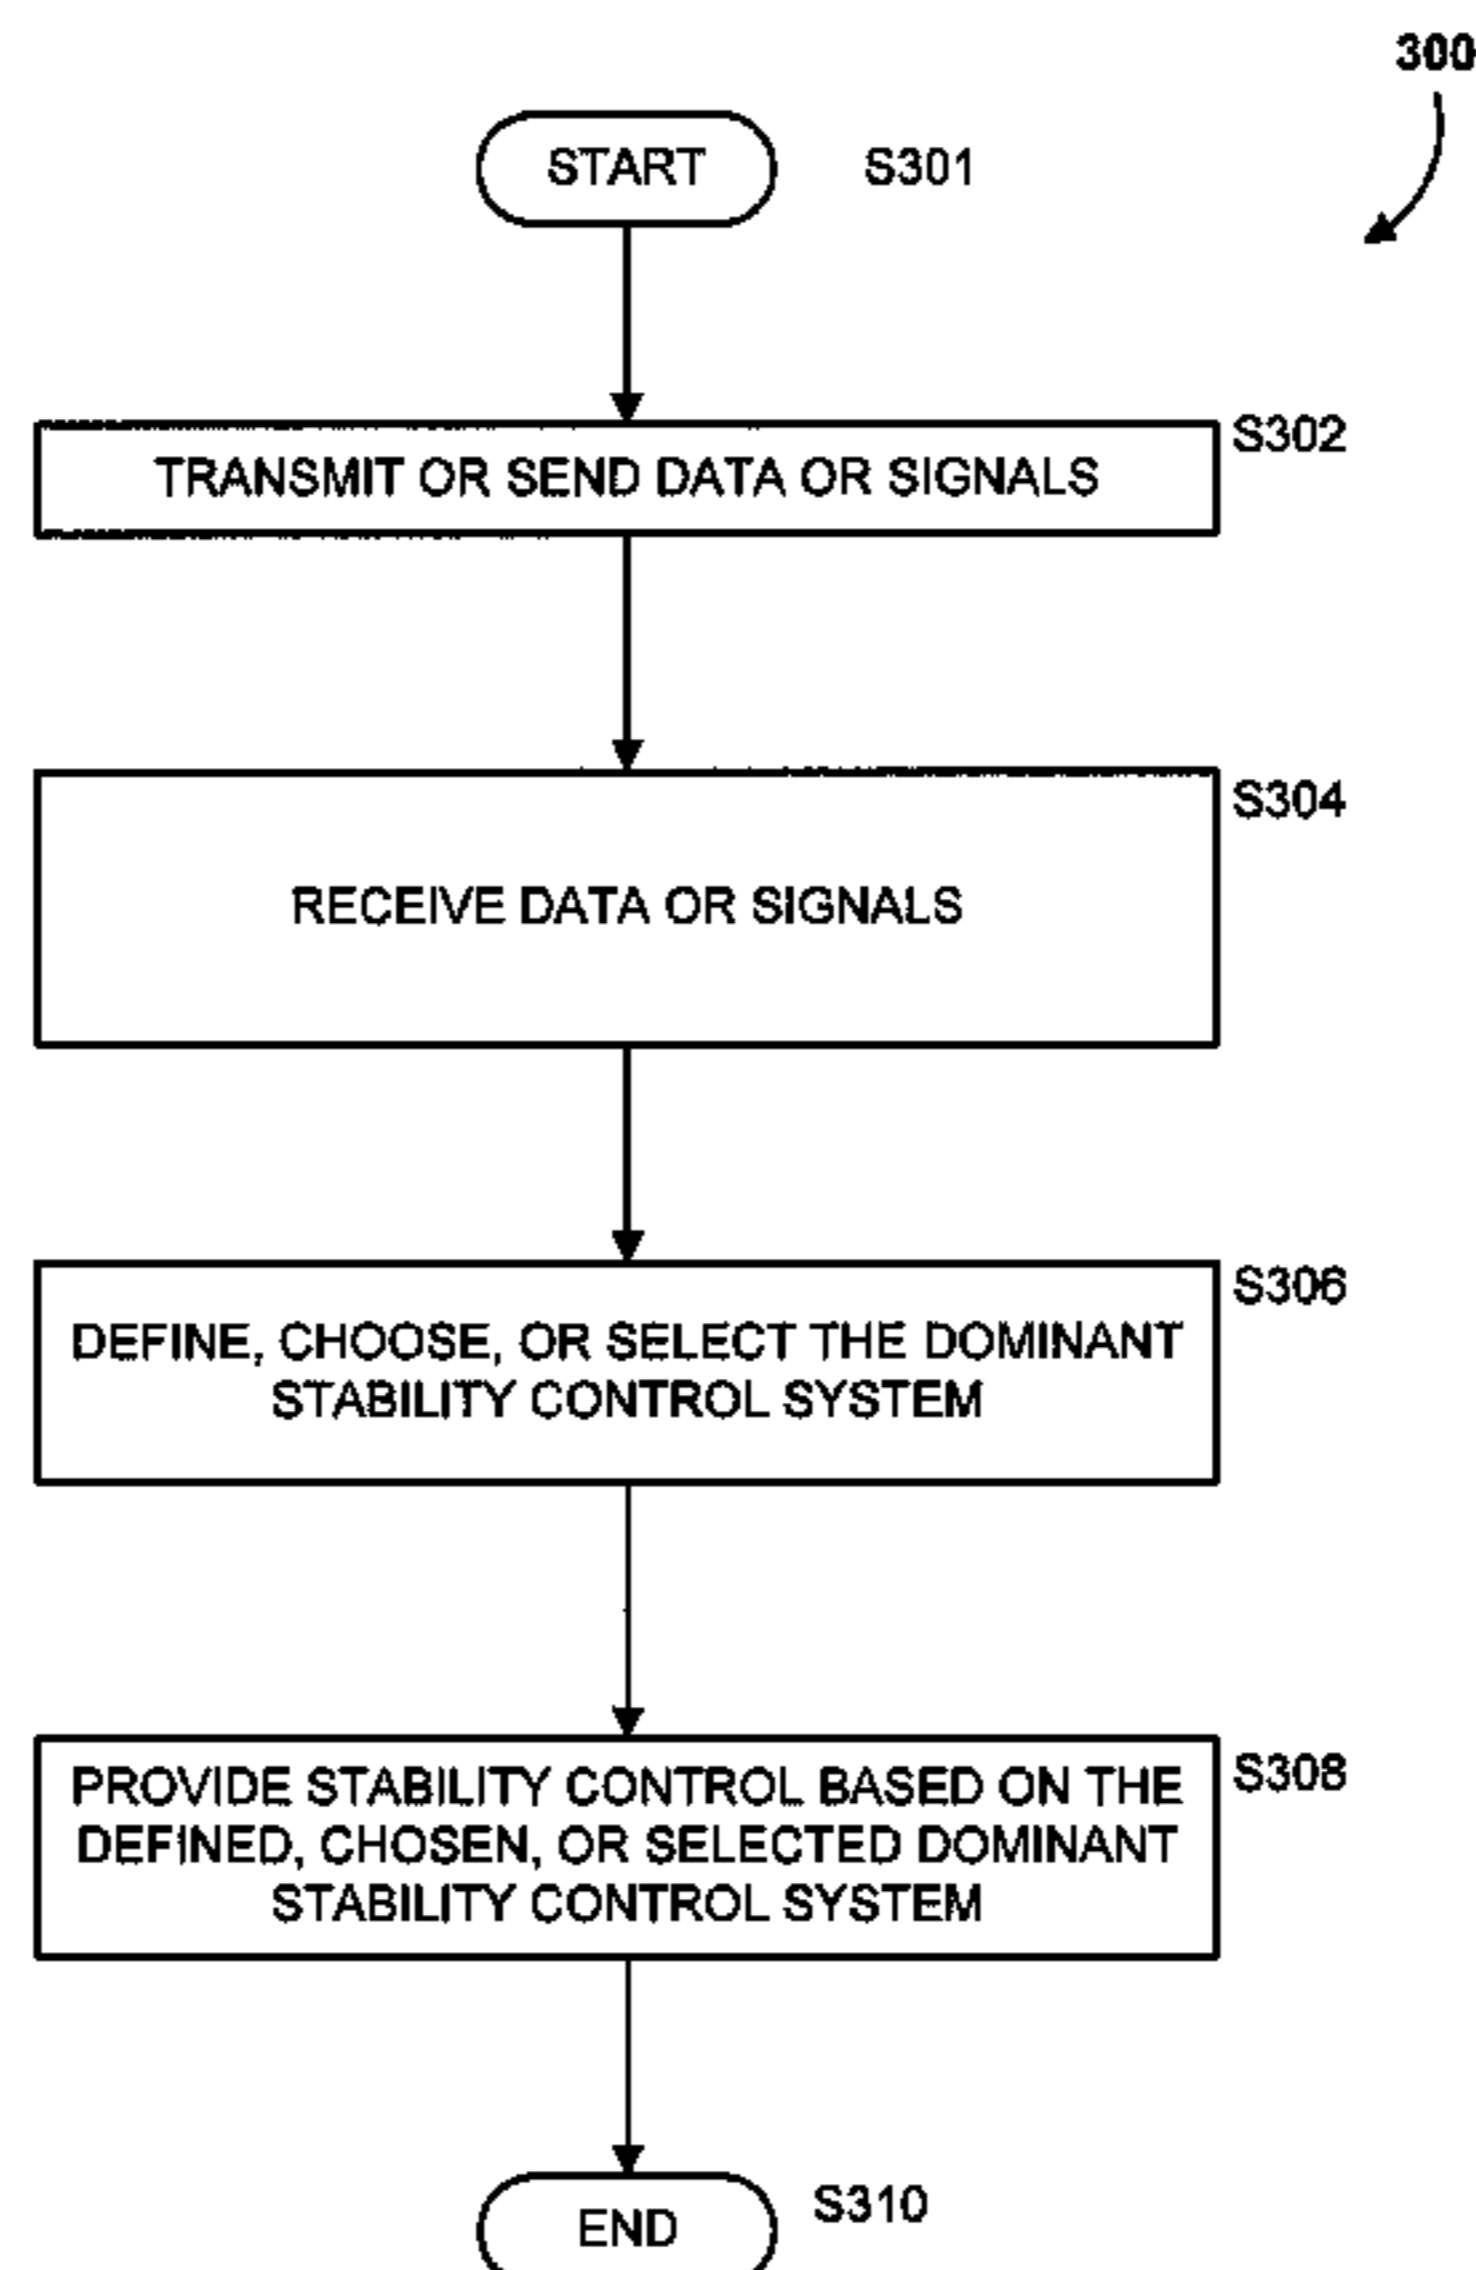 300
START
S301
S302
TRANSMIT OR SEND DATA OR SIGNALS
S304
RECEIVE DATA OR SIGNALS
S306
DEFINE, CHOOSE, OR SELECT THE DOMINANT
STABILITY CONTROL SYSTEM
S308
PROVIDE STABILITY CONTROL BASED ON THE
DEFINED, CHOSEN, OR SELECTED DOMINANT
STABILITY CONTROL SYSTEM
S310
END